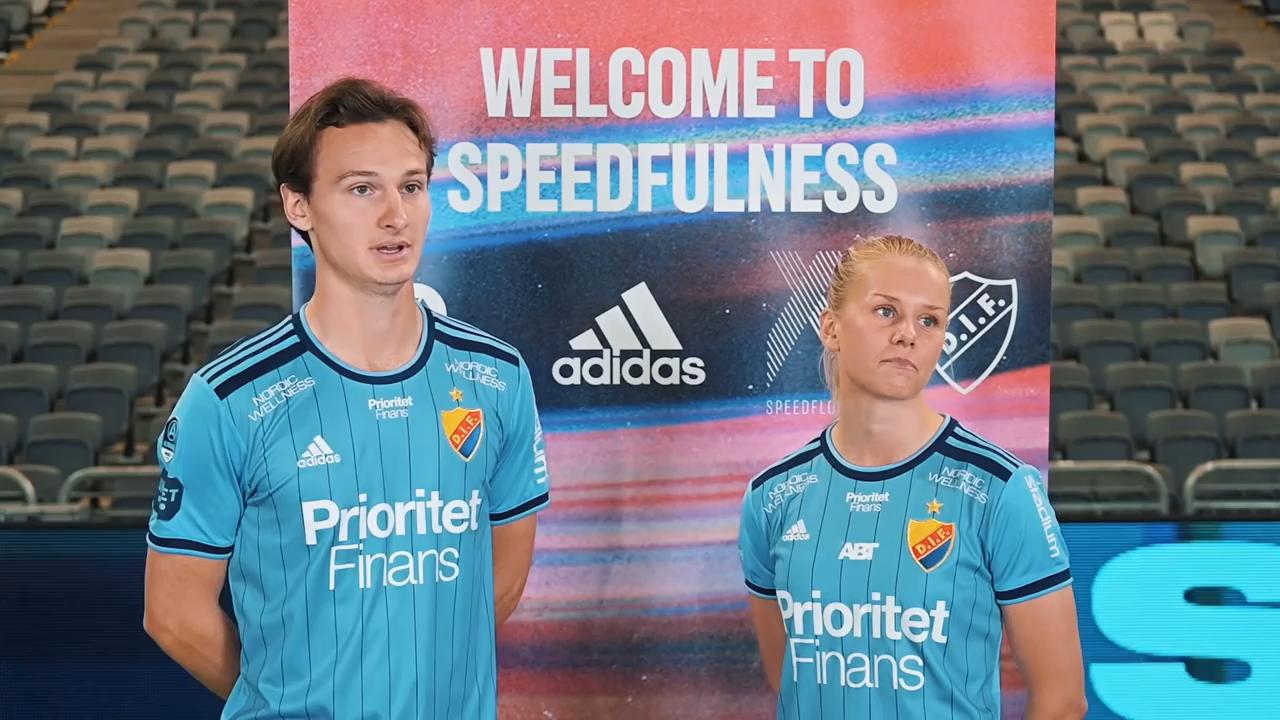 WELCOME TO
SPEEDFULNESS
adidas
D.I.F.
SPEEDFLO
NORDIC
WELLNESS
Prioritet
Finans
NORDIC
WELLNESS
adidas
D.I.F.
Prioritet
Finans
NORDIC
WELLNESS
Prioritet
Finans
NORDIC
WELLNESS
Stadium
adidas
ABT
D.I.F.
Prioritet
Finans
S